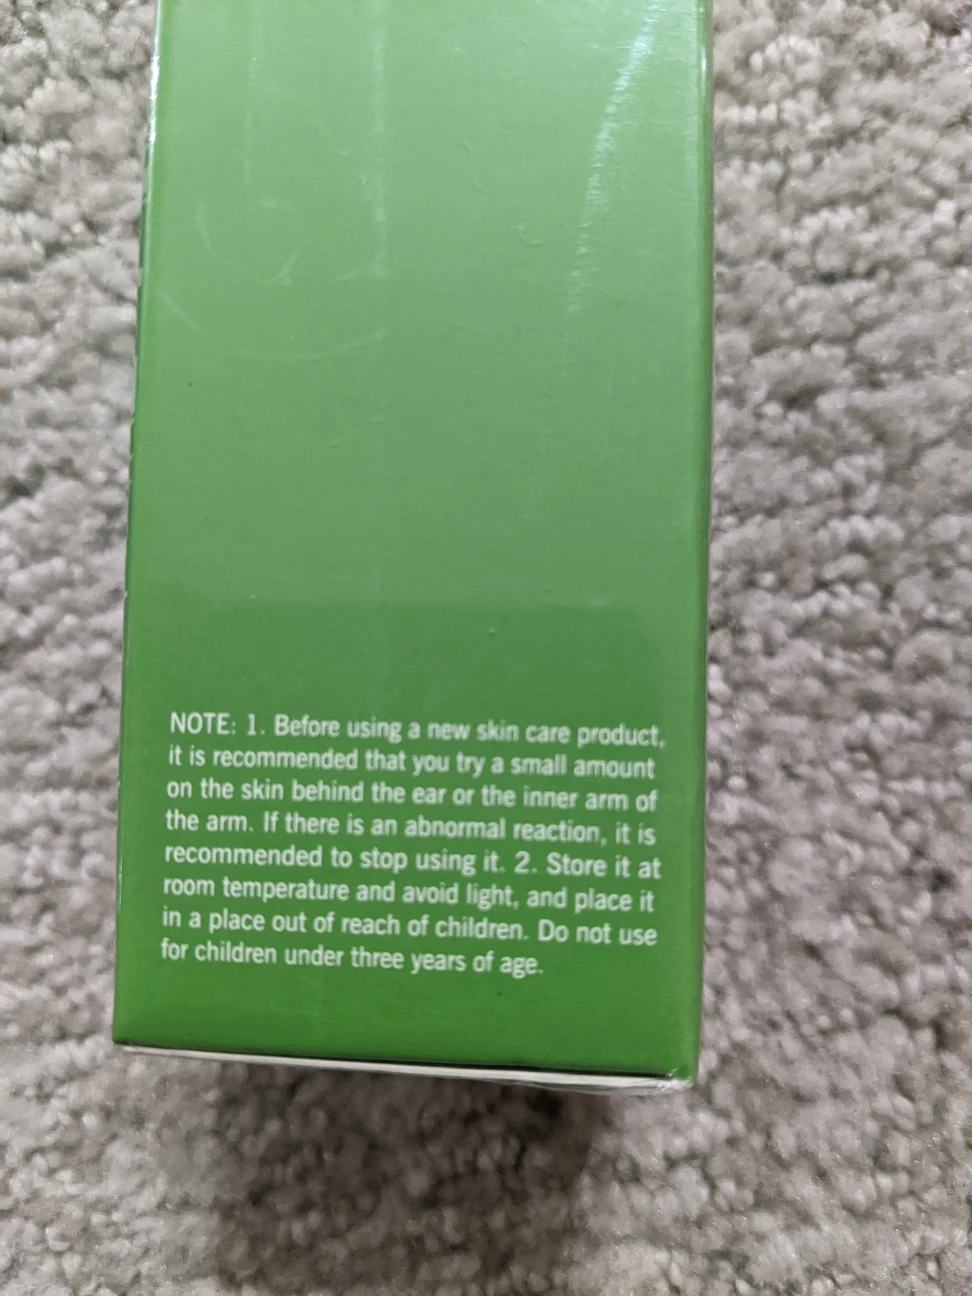 NOTE: 1. Before using a new skin care product,
it is recommended that you try a small amount
on the skin behind the ear or the inner arm of
the arm. If there is an abnormal reaction, it is
recommended to stop using it. 2. Store it at
room temperature and avoid light, and place it
in a place out of reach of children. Do not use
for children under three years of age.